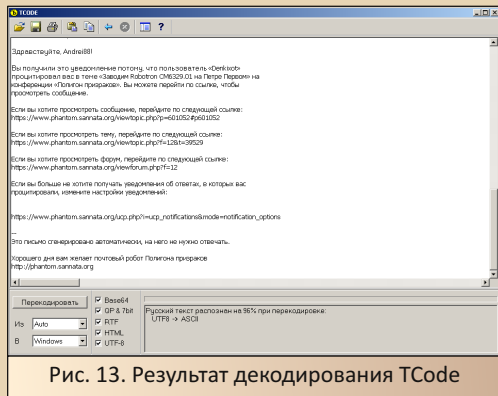 TCODE
Здравствуйте, Andrei88!
Вы получили это уведомление потому, что пользователь «Denkixot»
процитировал вас в теме «Заводим Robotron CM6329.01 на Петре Первом» на
конференции «Полигон призраков». Вы можете перейти по ссылке, чтобы
просмотреть сообщение.
Если вы хотите просмотреть сообщение, перейдите по следующей ссылке:
https://www.phantom.sannata.org/viewtopic.php?p=601052#p601052
Если вы хотите просмотреть тему, перейдите по следующей ссылке:
https://www.phantom.sannata.org/viewtopic.php?f=12&t=39529
Если вы хотите просмотреть форум, перейдите по следующей ссылке:
https://www.phantom.sannata.org/viewforum.php?f=12
Если вы больше не хотите получать уведомления об ответах, в которых вас
процитировали, измените настройки уведомлений:
https://www.phantom.sannata.org/ucp.php?i=ucp_notifications&mode=notification_options
--
Это письмо сгенерировано автоматически, на него не нужно отвечать.
Хорошего дня вам желает почтовый робот Полигона призраков
http://phantom.sannata.org
Перекодировать
Из Auto
В Windows
Base64
QP & 7bit
RTF
HTML
UTF-8
Русский текст распознан на 96% при перекодировке:
UTF8 -> ASCII
Рис. 13. Результат декодирования TCode